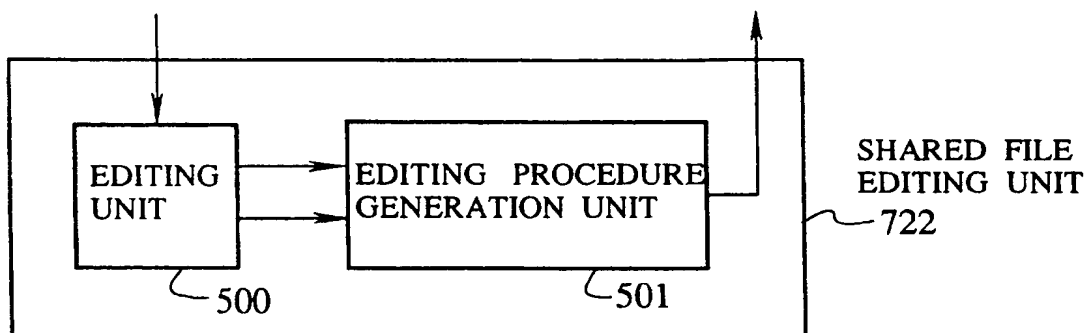 EDITING
UNIT
EDITING PROCEDURE
GENERATION UNIT
SHARED FILE
EDITING UNIT
722
500
501